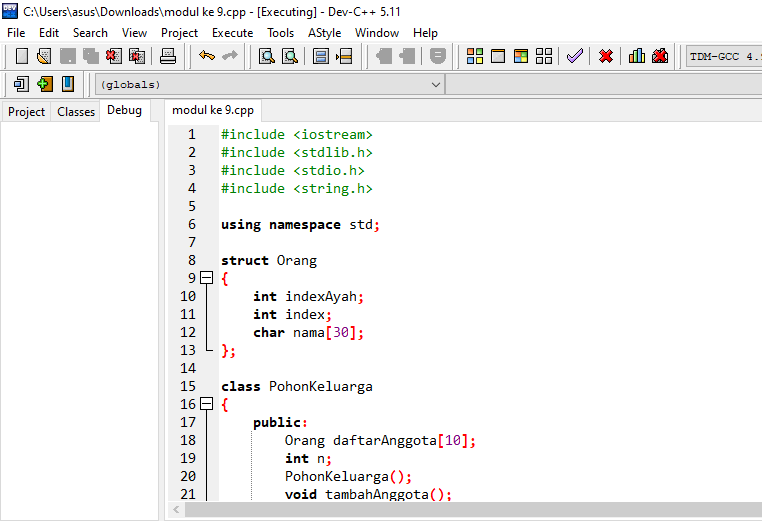 C:\Users\asus\Downloads\modul ke 9.cpp - [Executing] - Dev-C++ 5.11
File Edit Search View Project Execute Tools AStyle Window Help
TDM-GCC 4.
(globals)
Project Classes Debug
modul ke 9.cpp
1 #include <iostream>
2 #include <stdlib.h>
3 #include <stdio.h>
4 #include <string.h>
5
6 using namespace std;
7
8 struct Orang
9 {
10 int indexAyah;
11 int index;
12 char nama[30];
13 };
14
15 class PohonKeluarga
16 {
17 public:
18 Orang daftarAnggota[10];
19 int n;
20 PohonKeluarga();
21 void tambahAnggota();